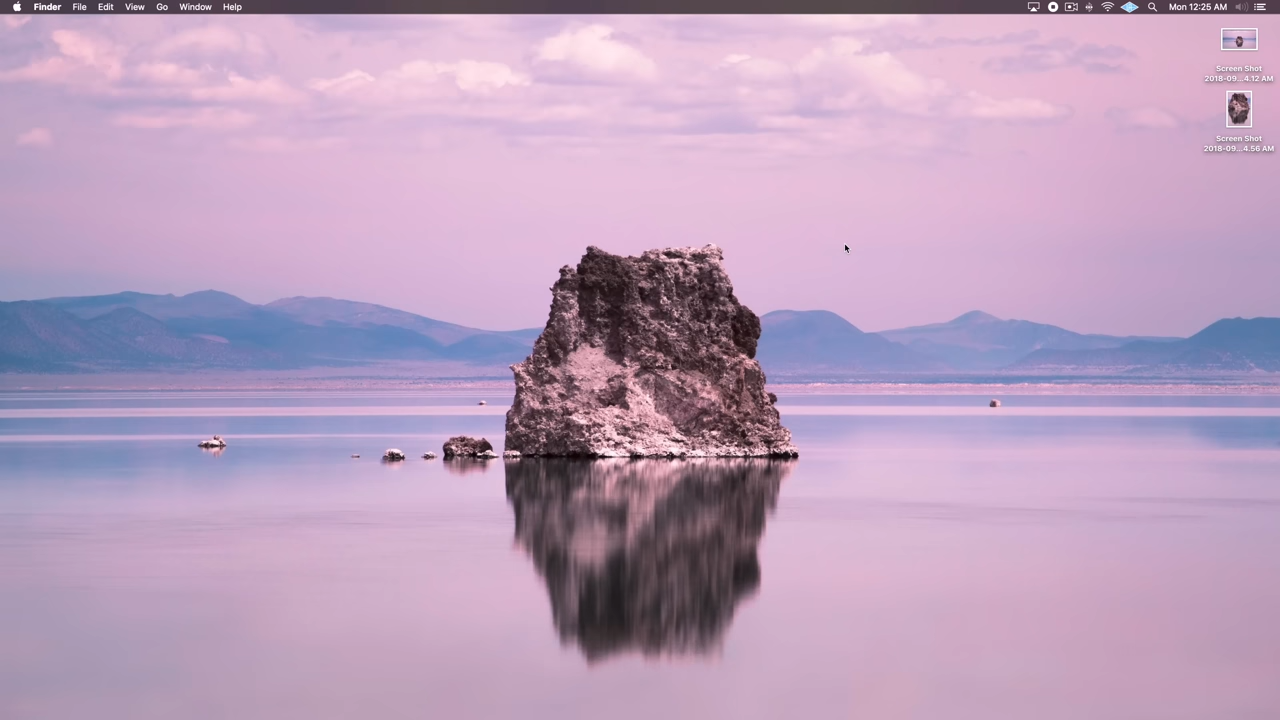 Finder File Edit View Go Window Help Mon 12:25 AM
Screen Shot
2018-09...4.12 AM
Screen Shot
2018-09...4.56 AM